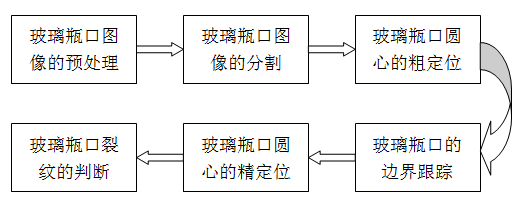 玻璃瓶口图
像的预处理
玻璃瓶口图
像的分割
玻璃瓶口圆
心的粗定位
玻璃瓶口的
边界跟踪
玻璃瓶口圆
心的精定位
玻璃瓶口裂
纹的判断